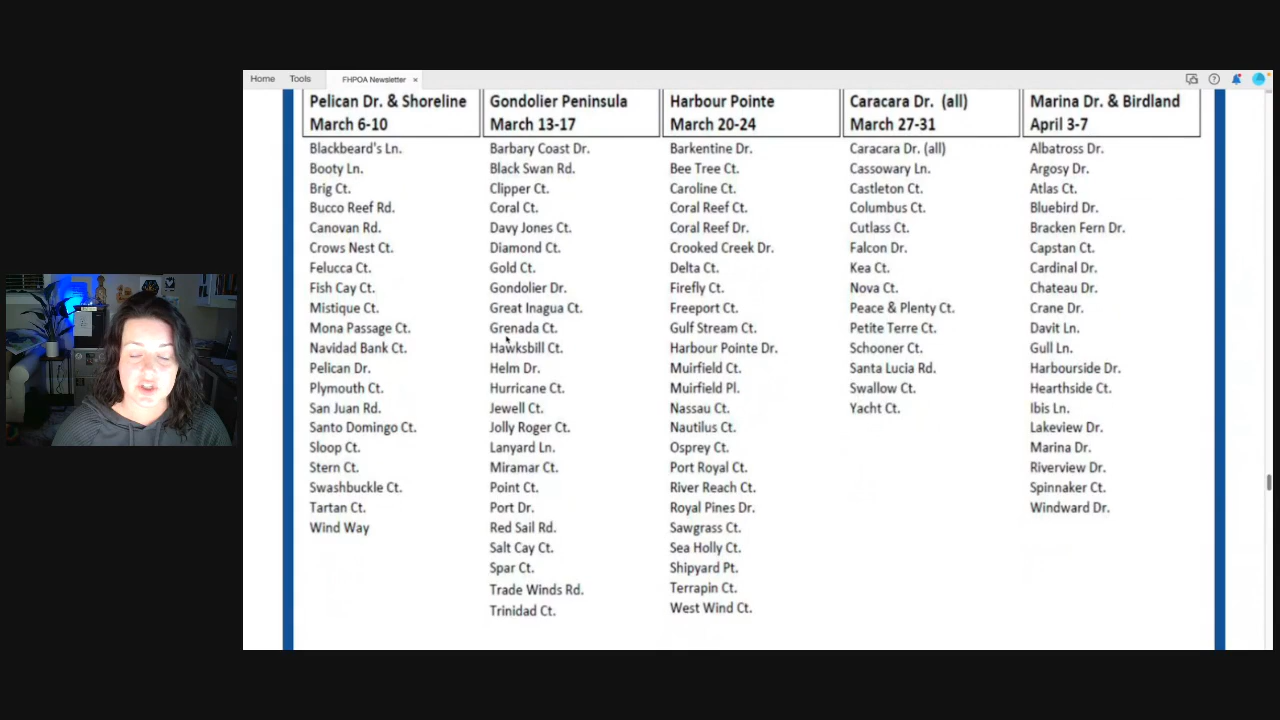 Home Tools FHPOA Newsletter ×
Pelican Dr. & Shoreline
March 6-10
Blackbeard's Ln.
Booty Ln.
Brig Ct.
Bucco Reef Rd.
Canovan Rd.
Crows Nest Ct.
Felucca Ct.
Fish Cay Ct.
Mistique Ct.
Mona Passage Ct.
Navidad Bank Ct.
Pelican Dr.
Plymouth Ct.
San Juan Rd.
Santo Domingo Ct.
Sloop Ct.
Stern Ct.
Swashbuckle Ct.
Tartan Ct.
Wind Way
Gondolier Peninsula
March 13-17
Barbary Coast Dr.
Black Swan Rd.
Clipper Ct.
Coral Ct.
Davy Jones Ct.
Diamond Ct.
Gold Ct.
Gondolier Dr.
Great Inagua Ct.
Grenada Ct.
Hawksbill Ct.
Helm Dr.
Hurricane Ct.
Jewell Ct.
Jolly Roger Ct.
Lanyard Ln.
Miramar Ct.
Point Ct.
Port Dr.
Red Sail Rd.
Salt Cay Ct.
Spar Ct.
Trade Winds Rd.
Trinidad Ct.
Harbour Pointe
March 20-24
Barkentine Dr.
Bee Tree Ct.
Caroline Ct.
Coral Reef Ct.
Coral Reef Dr.
Crooked Creek Dr.
Delta Ct.
Firefly Ct.
Freeport Ct.
Gulf Stream Ct.
Harbour Pointe Dr.
Muirfield Ct.
Muirfield Pl.
Nassau Ct.
Nautilus Ct.
Osprey Ct.
Port Royal Ct.
River Reach Ct.
Royal Pines Dr.
Sawgrass Ct.
Sea Holly Ct.
Shipyard Pt.
Terrapin Ct.
West Wind Ct.
Caracara Dr. (all)
March 27-31
Caracara Dr. (all)
Cassowary Ln.
Castleton Ct.
Columbus Ct.
Cutlass Ct.
Falcon Dr.
Kea Ct.
Nova Ct.
Peace & Plenty Ct.
Petite Terre Ct.
Schooner Ct.
Santa Lucia Rd.
Swallow Ct.
Yacht Ct.
Marina Dr. & Birdland
April 3-7
Albatross Dr.
Argosy Dr.
Atlas Ct.
Bluebird Dr.
Bracken Fern Dr.
Capstan Ct.
Cardinal Dr.
Chateau Dr.
Crane Dr.
Davit Ln.
Gull Ln.
Harbourside Dr.
Hearthside Ct.
Ibis Ln.
Lakeview Dr.
Marina Dr.
Riverview Dr.
Spinnaker Ct.
Windward Dr.